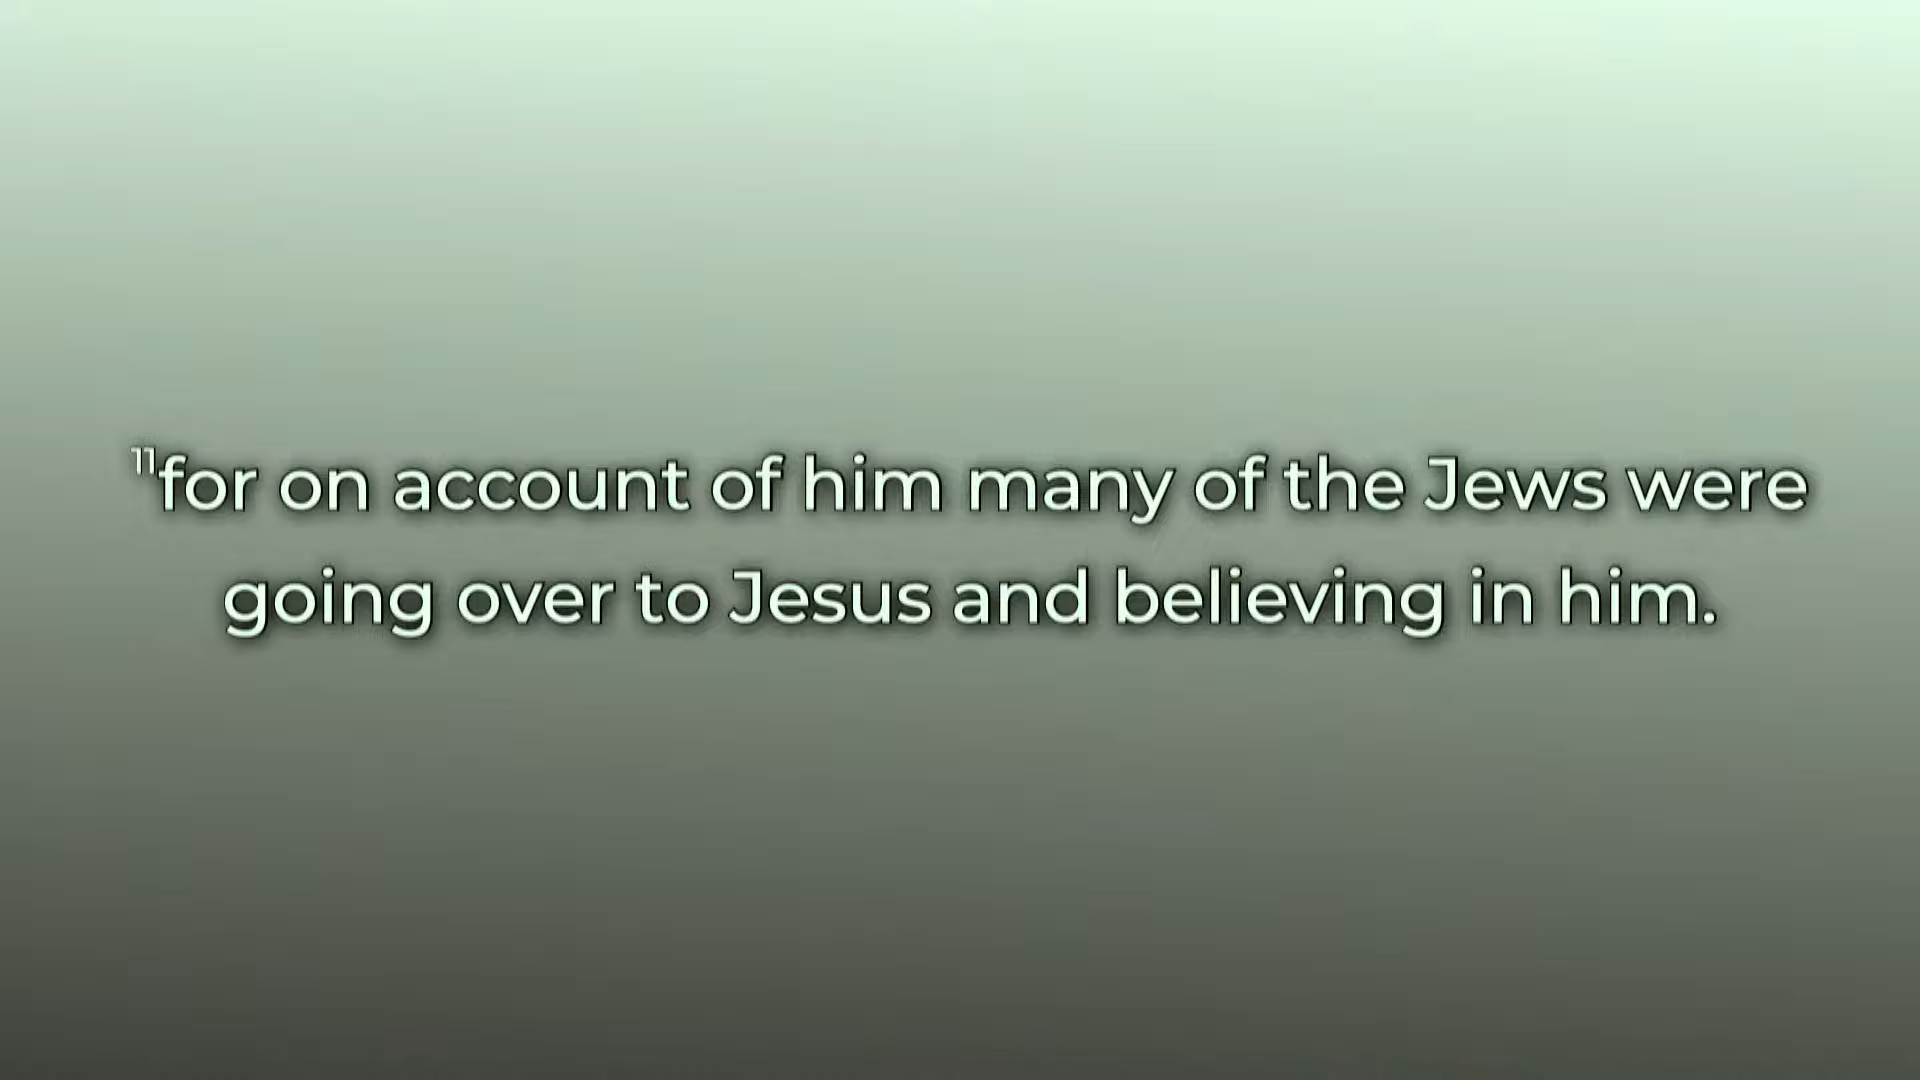 ¹¹for on account of him many of the Jews were
going over to Jesus and believing in him.